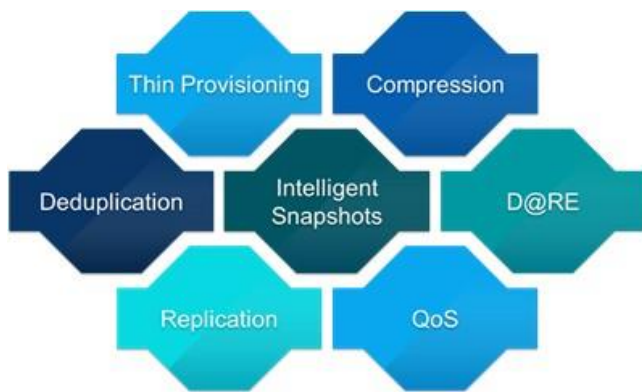 Thin Provisioning
Compression
Deduplication
Intelligent
Snapshots
D@RE
Replication
QoS